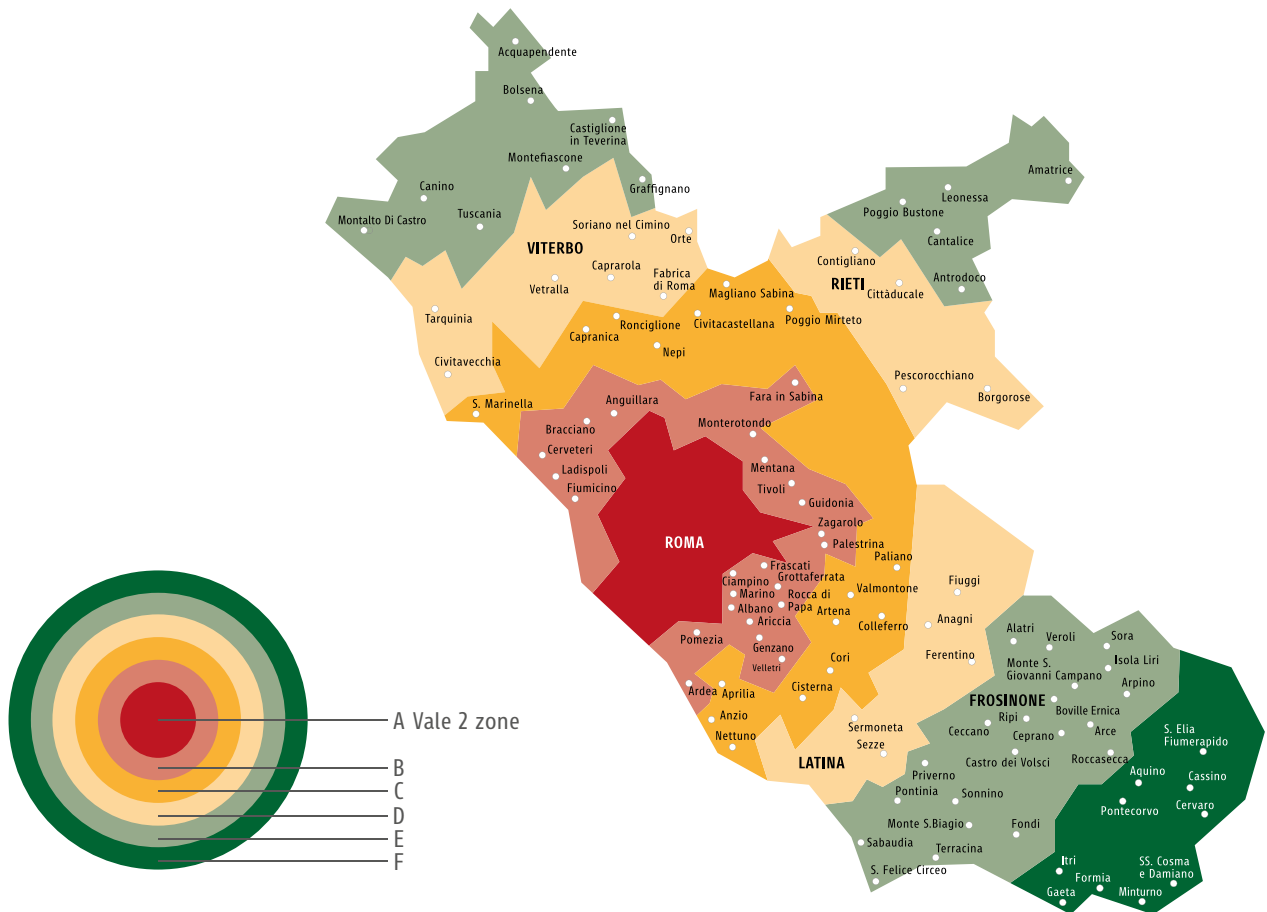 Acquapendente
Bolsena
Castiglione
in Teverina
Montefiascone
Canino
Graffignano
Montalto Di Castro
Tuscania
Amatrice
Leonessa
Poggio Bustone
Cantalice
Antrodoco
Soriano nel Cimino
Orte
VITERBO
Caprarola
Vetralla
Fabrica
di Roma
Contigliano
RIETI
Cittàducale
Magliano Sabina
Tarquinia
Ronciglione
Civitacastellana
Poggio Mirteto
Capranica
Nepi
Civitavecchia
Pescorocchiano
Borgorose
S. Marinella
Anguillara
Fara in Sabina
Bracciano
Monterotondo
Cerveteri
Ladispoli
Mentana
Fiumicino
Tivoli
Guidonia
Zagarolo
ROMA
Palestrina
Paliano
Frascati
Ciampino
Grottaferrata
Marino
Rocca di
Papa
Valmontone
Fiuggi
Albano
Artena
Ariccia
Colleferro
Anagni
Pomezia
Genzano
Velletri
Cori
Ferentino
Alatri
Veroli
Sora
Monte S.
Giovanni Campano
Isola Liri
Arpino
Ardea
Aprilia
Cisterna
FROSINONE
Anzio
Boville Ernica
Nettuno
Sermoneta
Ceccano
Ripi
Ceprano
Arce
S. Elia
Fiumerapido
Sezze
LATINA
Castro dei Volsci
Roccasecca
Priverno
Aquino
Cassino
Pontinia
Sonnino
Pontecorvo
Cervaro
Monte S.Biagio
Fondi
Sabaudia
Terracina
S. Felice Circeo
Itri
Formia
SS. Cosma
e Damiano
Gaeta
Minturno
A Vale 2 zone
B
C
D
E
F